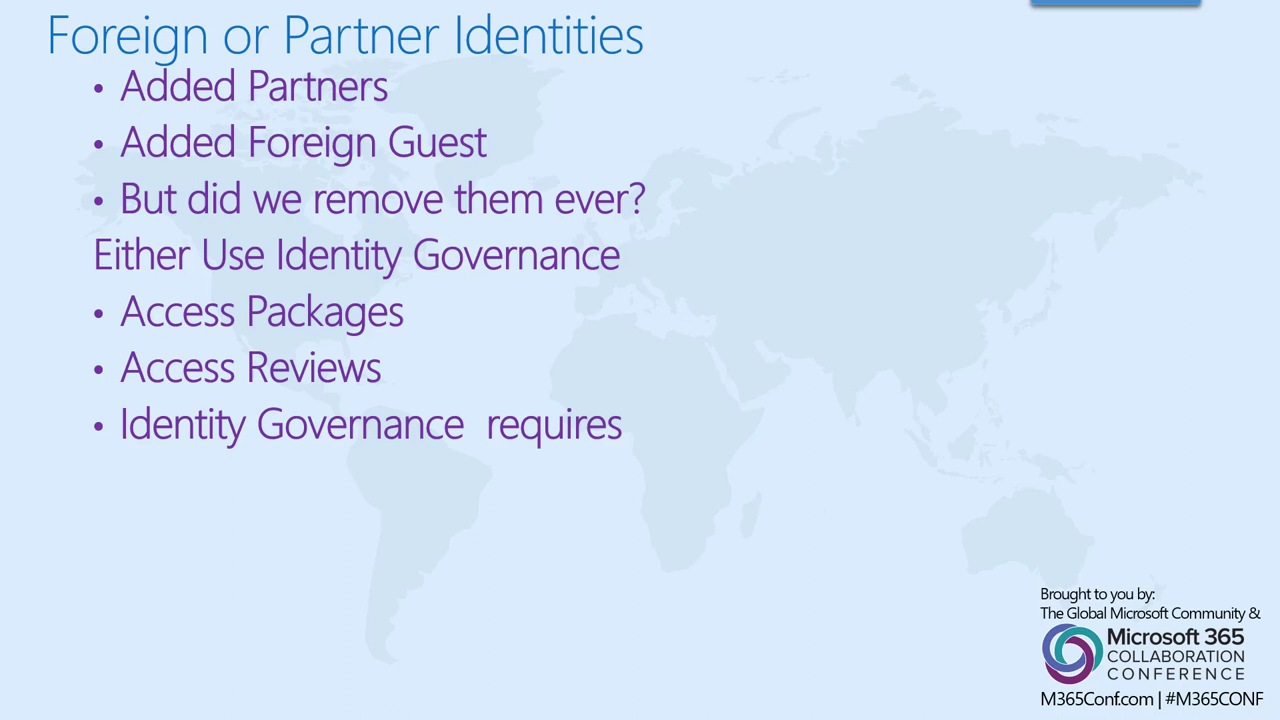 Foreign or Partner Identities
• Added Partners
• Added Foreign Guest
• But did we remove them ever?
Either Use Identity Governance
• Access Packages
• Access Reviews
• Identity Governance  requires
Brought to you by:
The Global Microsoft Community &
Microsoft 365
COLLABORATION
CONFERENCE
M365Conf.com | #M365CONF